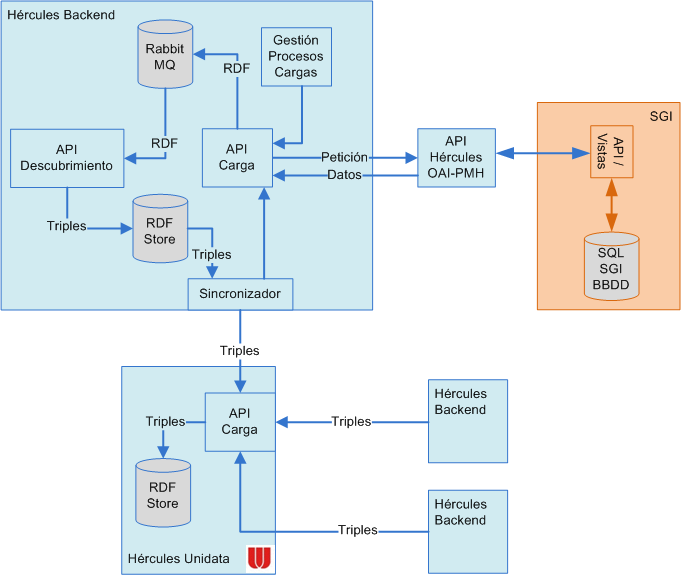 Hércules Backend
Rabbit
MQ
RDF
Gestión
Procesos
Cargas
RDF
API
Descubrimiento
API
Carga
Petición
Datos
API
Hércules
OAI-PMH
SGI
API /
Vistas
SQL
SGI
BBDD
Triples
RDF
Store
Triples
Sincronizador
Triples
API
Carga
Triples
RDF
Store
Hércules Unidata
Triples
Hércules
Backend
Triples
Hércules
Backend